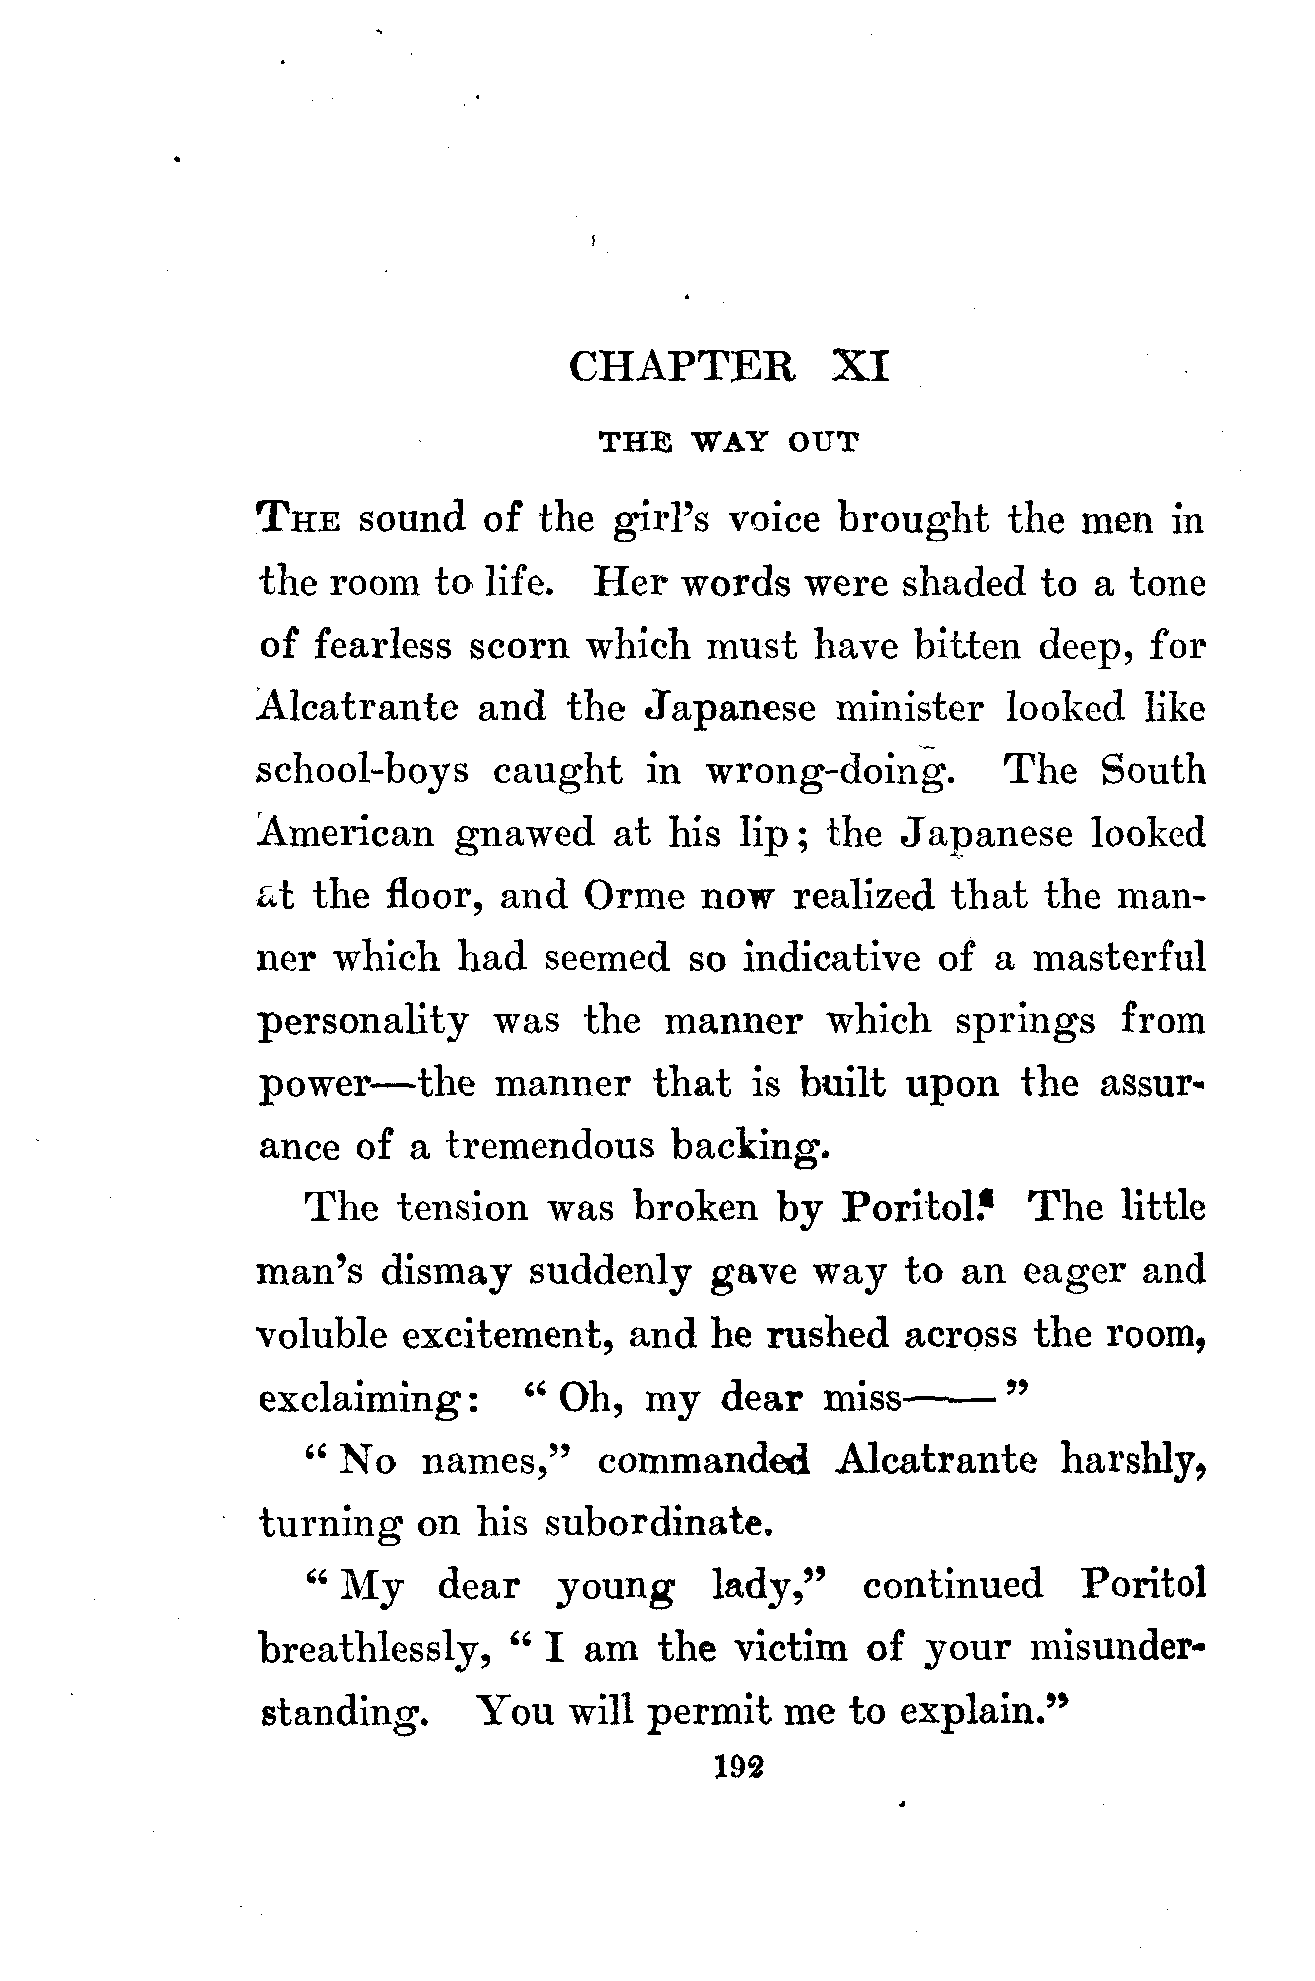 CHAPTER XI
THE WAY OUT
THE sound of the girl's voice brought the men in
the room to life. Her words were shaded to a tone
of fearless scorn which must have bitten deep, for
Alcatrante and the Japanese minister looked like
school-boys caught in wrong-doing. The South
American gnawed at his lip; the Japanese looked
at the floor, and Orme now realized that the man-
ner which had seemed so indicative of a masterful
personality was the manner which springs from
power—the manner that is built upon the assur-
ance of a tremendous backing.
The tension was broken by Poritol. The little
man's dismay suddenly gave way to an eager and
voluble excitement, and he rushed across the room,
exclaiming: "Oh, my dear miss——"
"No names," commanded Alcatrante harshly,
turning on his subordinate.
"My dear young lady," continued Poritol
breathlessly, "I am the victim of your misunder-
standing. You will permit me to explain."
192